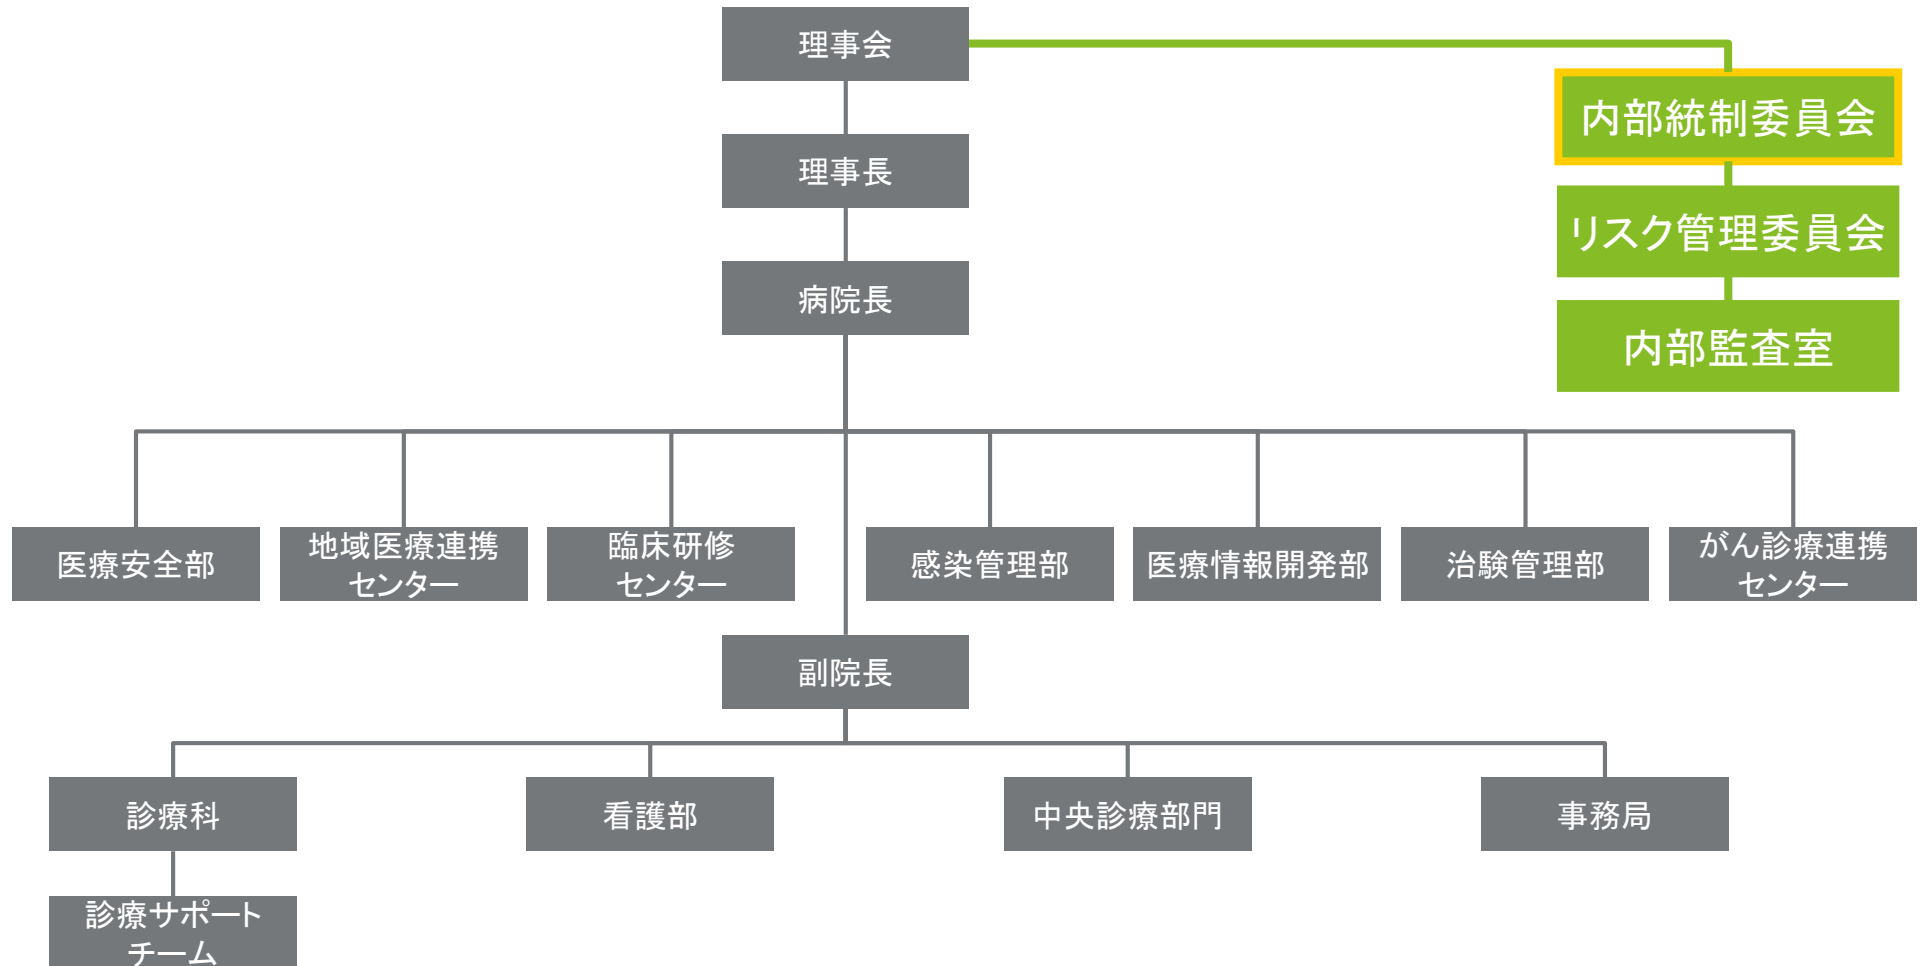 理事会
内部統制委員会
理事長
リスク管理委員会
病院長
内部監査室
医療安全部
地域医療連携
センター
臨床研修
センター
感染管理部
医療情報開発部
治験管理部
がん診療連携
センター
副院長
診療科
看護部
中央診療部門
事務局
診療サポート
チーム